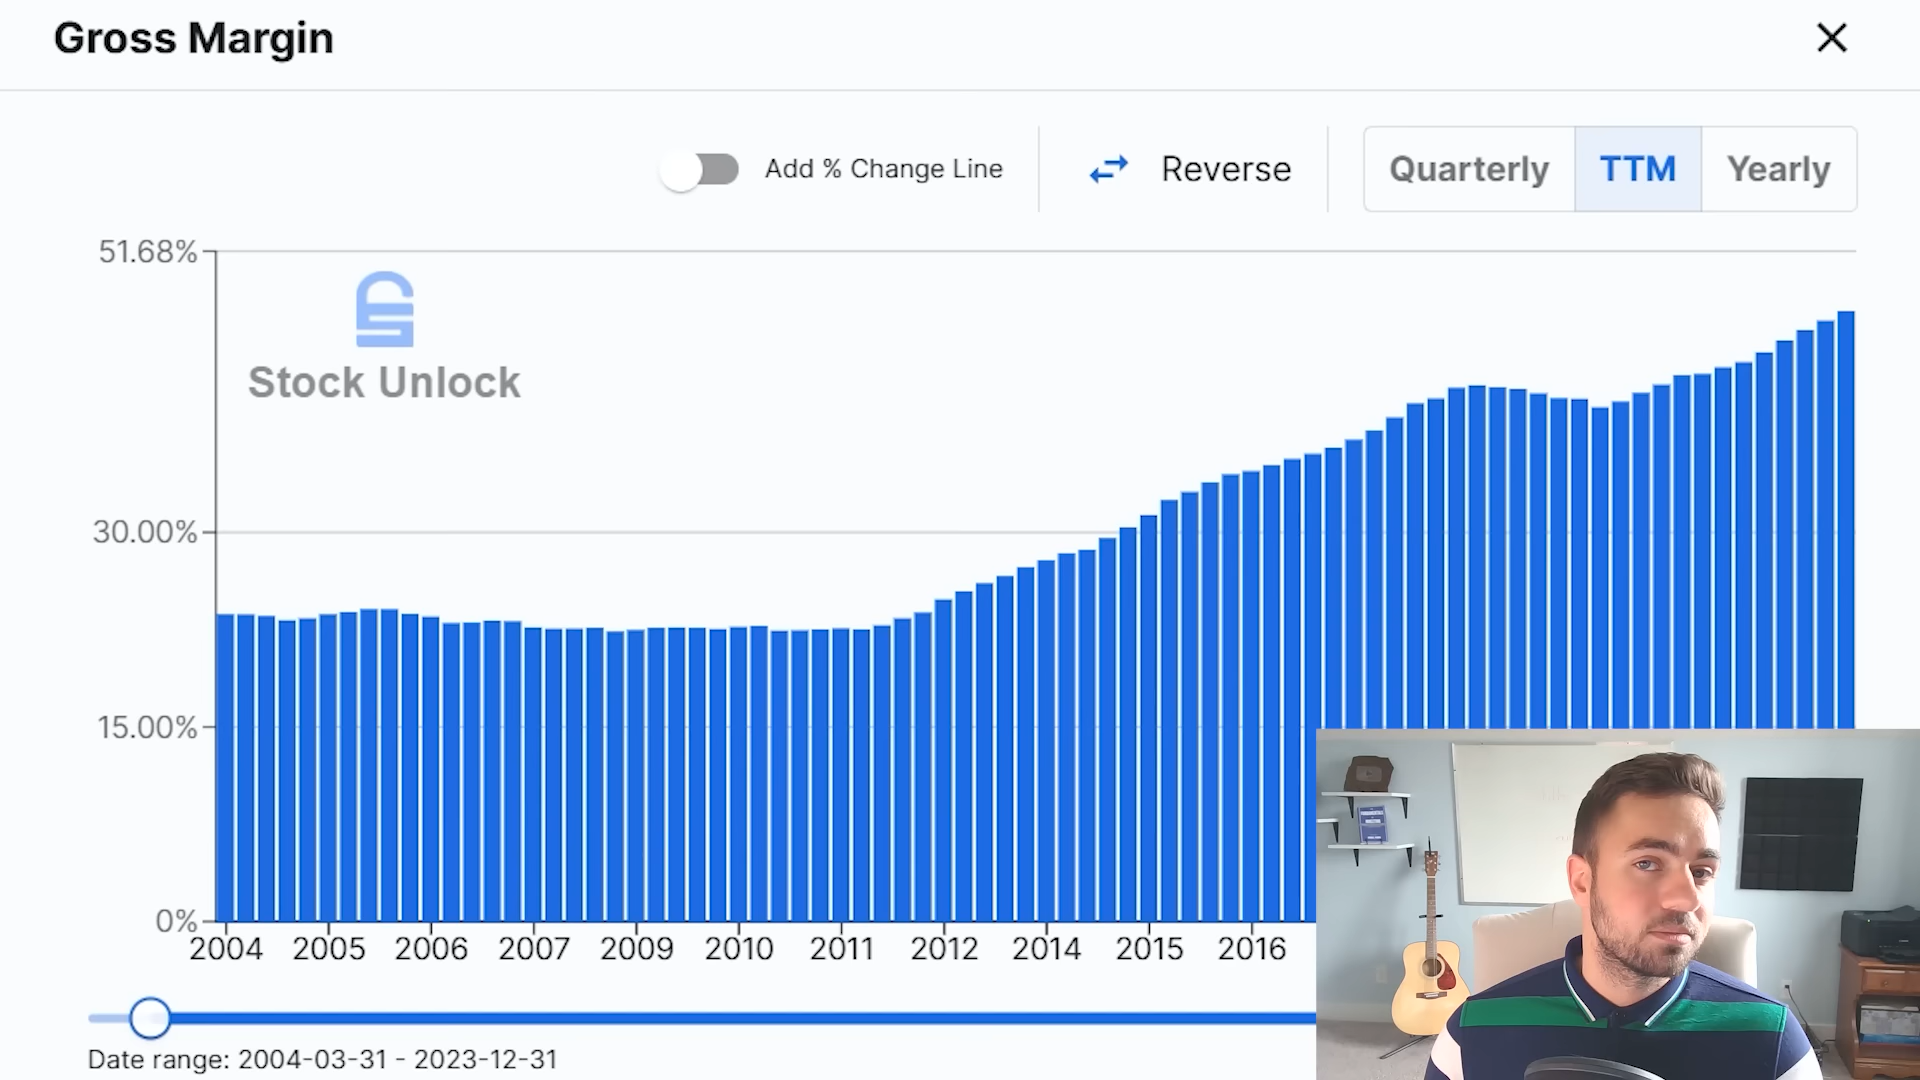 Gross Margin
Add % Change Line
Reverse
Quarterly
TTM
Yearly
51.68%
Stock Unlock
30.00%
15.00%
0%
2004 2005 2006 2007 2009 2010 2011 2012 2014 2015 2016
Date range: 2004-03-31 - 2023-12-31